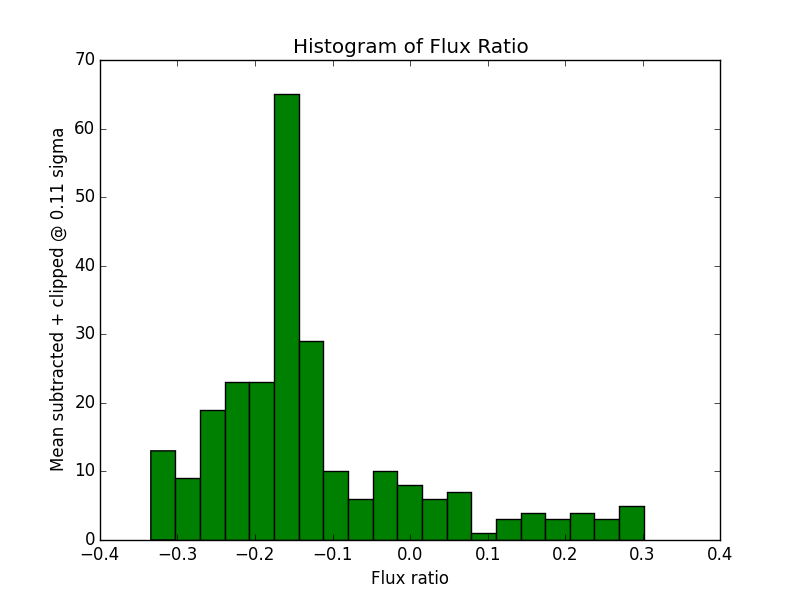 Histogram of Flux Ratio
Mean subtracted + clipped @ 0.11 sigma
70
60
50
40
30
20
10
0
−0.4 −0.3 −0.2 −0.1 0.0 0.1 0.2 0.3 0.4
Flux ratio